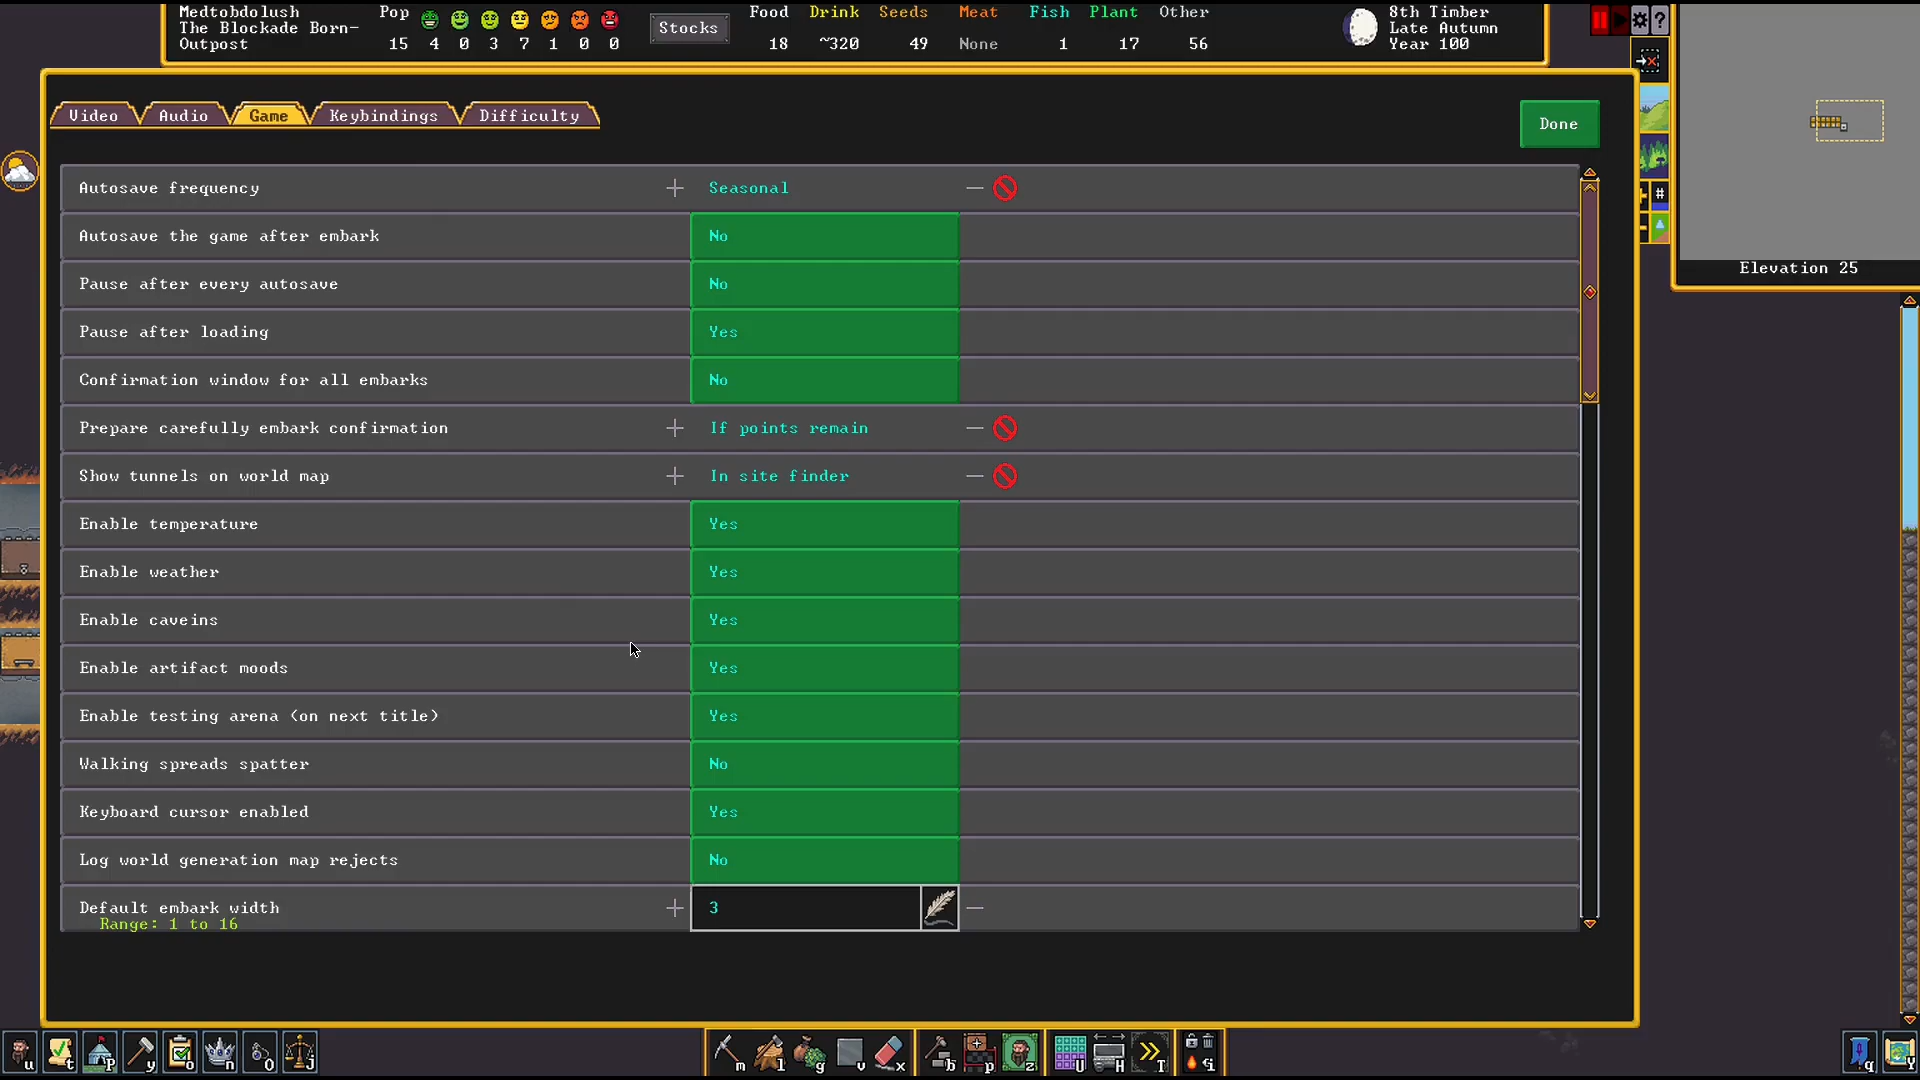 Medtobdolush
The Blockade Born-
Outpost
Pop
15 4 0 3 7 1 0 0
Stocks
Food Drink Seeds Meat Fish Plant Other
18 ~320 49 None 1 17 56
8th Timber
Late Autumn
Year 100
?
#
Elevation 25
Video Audio Game Keybindings Difficulty
Done
Autosave frequency + Seasonal —
Autosave the game after embark No
Pause after every autosave No
Pause after loading Yes
Confirmation window for all embarks No
Prepare carefully embark confirmation + If points remain —
Show tunnels on world map + In site finder —
Enable temperature Yes
Enable weather Yes
Enable caveins Yes
Enable artifact moods Yes
Enable testing arena (on next title) Yes
Walking spreads spatter No
Keyboard cursor enabled Yes
Log world generation map rejects No
Default embark width + 3 —
Range: 1 to 16
u t P y o n O j
m l g v x b p z U H T i
q Y